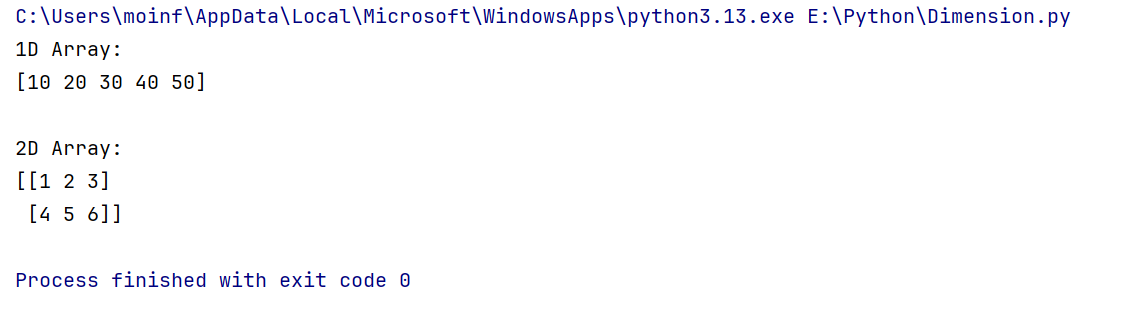 C:\Users\moinf\AppData\Local\Microsoft\WindowsApps\python3.13.exe E:\Python\Dimension.py
1D Array:
[10 20 30 40 50]

2D Array:
[[1 2 3]
 [4 5 6]]

Process finished with exit code 0